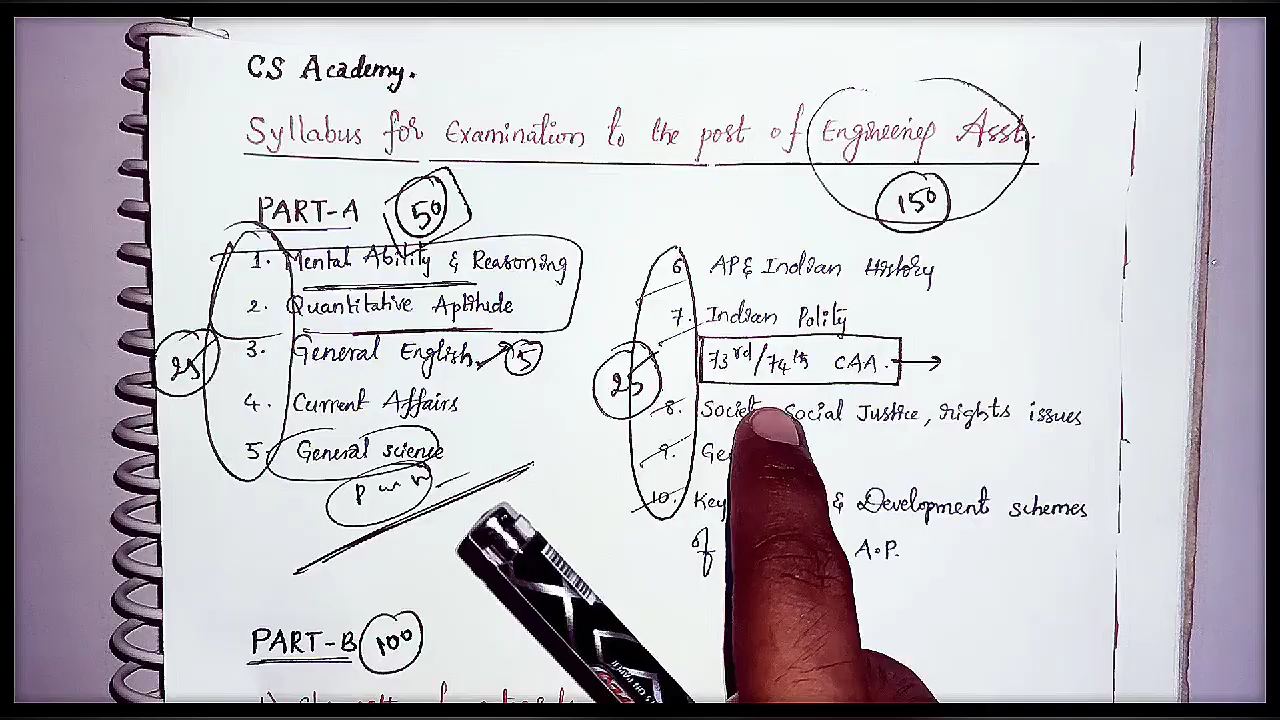 CS Academy.
Syllabus for Examination to the post of Engineering Asst.
150
PART-A 50
1. Mental Ability & Reasoning
2. Quantitative Aptitude
3. General English 5
4. Current Affairs
5. General science
25
6 AP & Indian History
7. Indian Polity
73rd/74th CAA.
8. Society Social Justice, rights issues
9. Ge
10. Key & Development schemes
of A.P.
25
PART-B 100